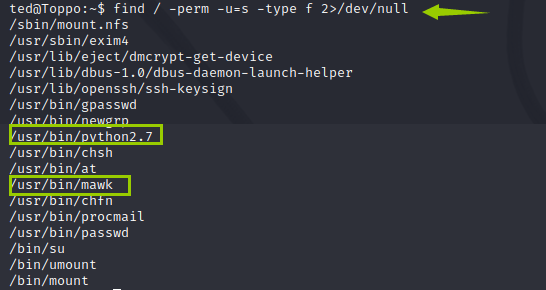 ted@Toppo:~$ find / -perm -u=s -type f 2>/dev/null
/sbin/mount.nfs
/usr/sbin/exim4
/usr/lib/eject/dmcrypt-get-device
/usr/lib/dbus-1.0/dbus-daemon-launch-helper
/usr/lib/openssh/ssh-keysign
/usr/bin/gpasswd
/usr/bin/newgrp
/usr/bin/python2.7
/usr/bin/chsh
/usr/bin/at
/usr/bin/mawk
/usr/bin/chfn
/usr/bin/procmail
/usr/bin/passwd
/bin/su
/bin/umount
/bin/mount